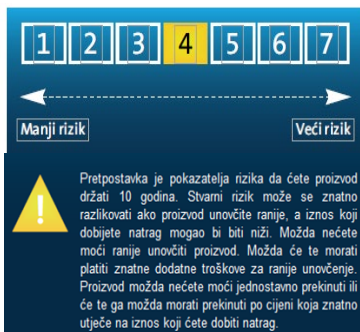 1 2 3 4 5 6 7
Manji rizik Veći rizik
Pretpostavka je pokazatelja rizika da ćete proizvod
držati 10 godina. Stvarni rizik može se znatno
razlikovati ako proizvod unovčite ranije, a iznos koji
dobijete natrag mogao bi biti niži. Možda nećete
moći ranije unovčiti proizvod. Možda će te morati
platiti znatne dodatne troškove za ranije unovčenje.
Proizvod možda nećete moći jednostavno prekinuti ili
će te ga možda morati prekinuti po cijeni koja znatno
utječe na iznos koji ćete dobiti natrag.